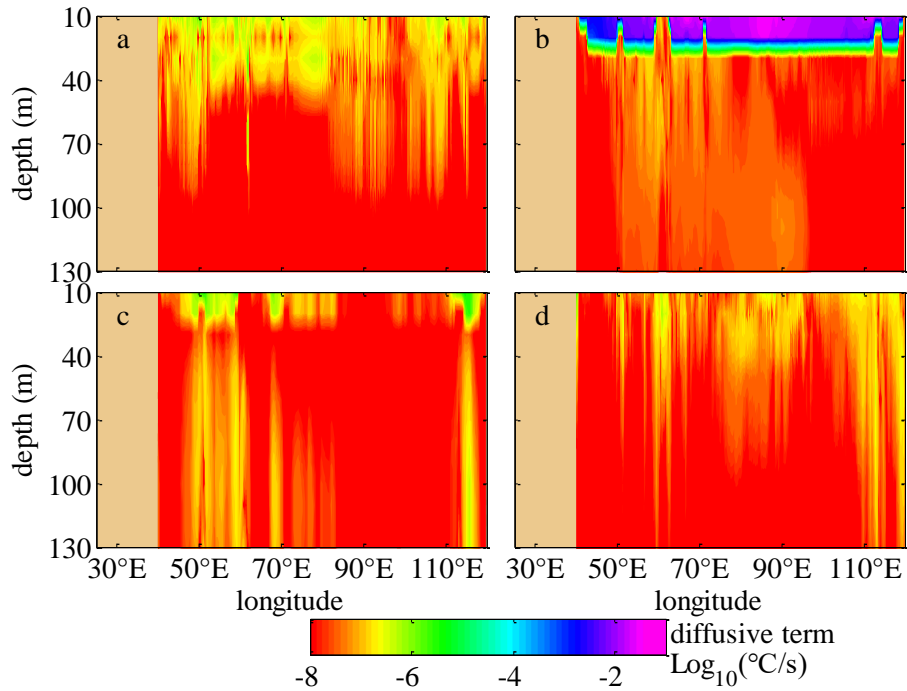 10
40
70
100
130
depth (m)
a
b
10
40
70
100
130
depth (m)
c
d
30°E 50°E 70°E 90°E 110°E
30°E 50°E 70°E 90°E 110°E
longitude
longitude
-8 -6 -4 -2
diffusive term
Log10(°C/s)